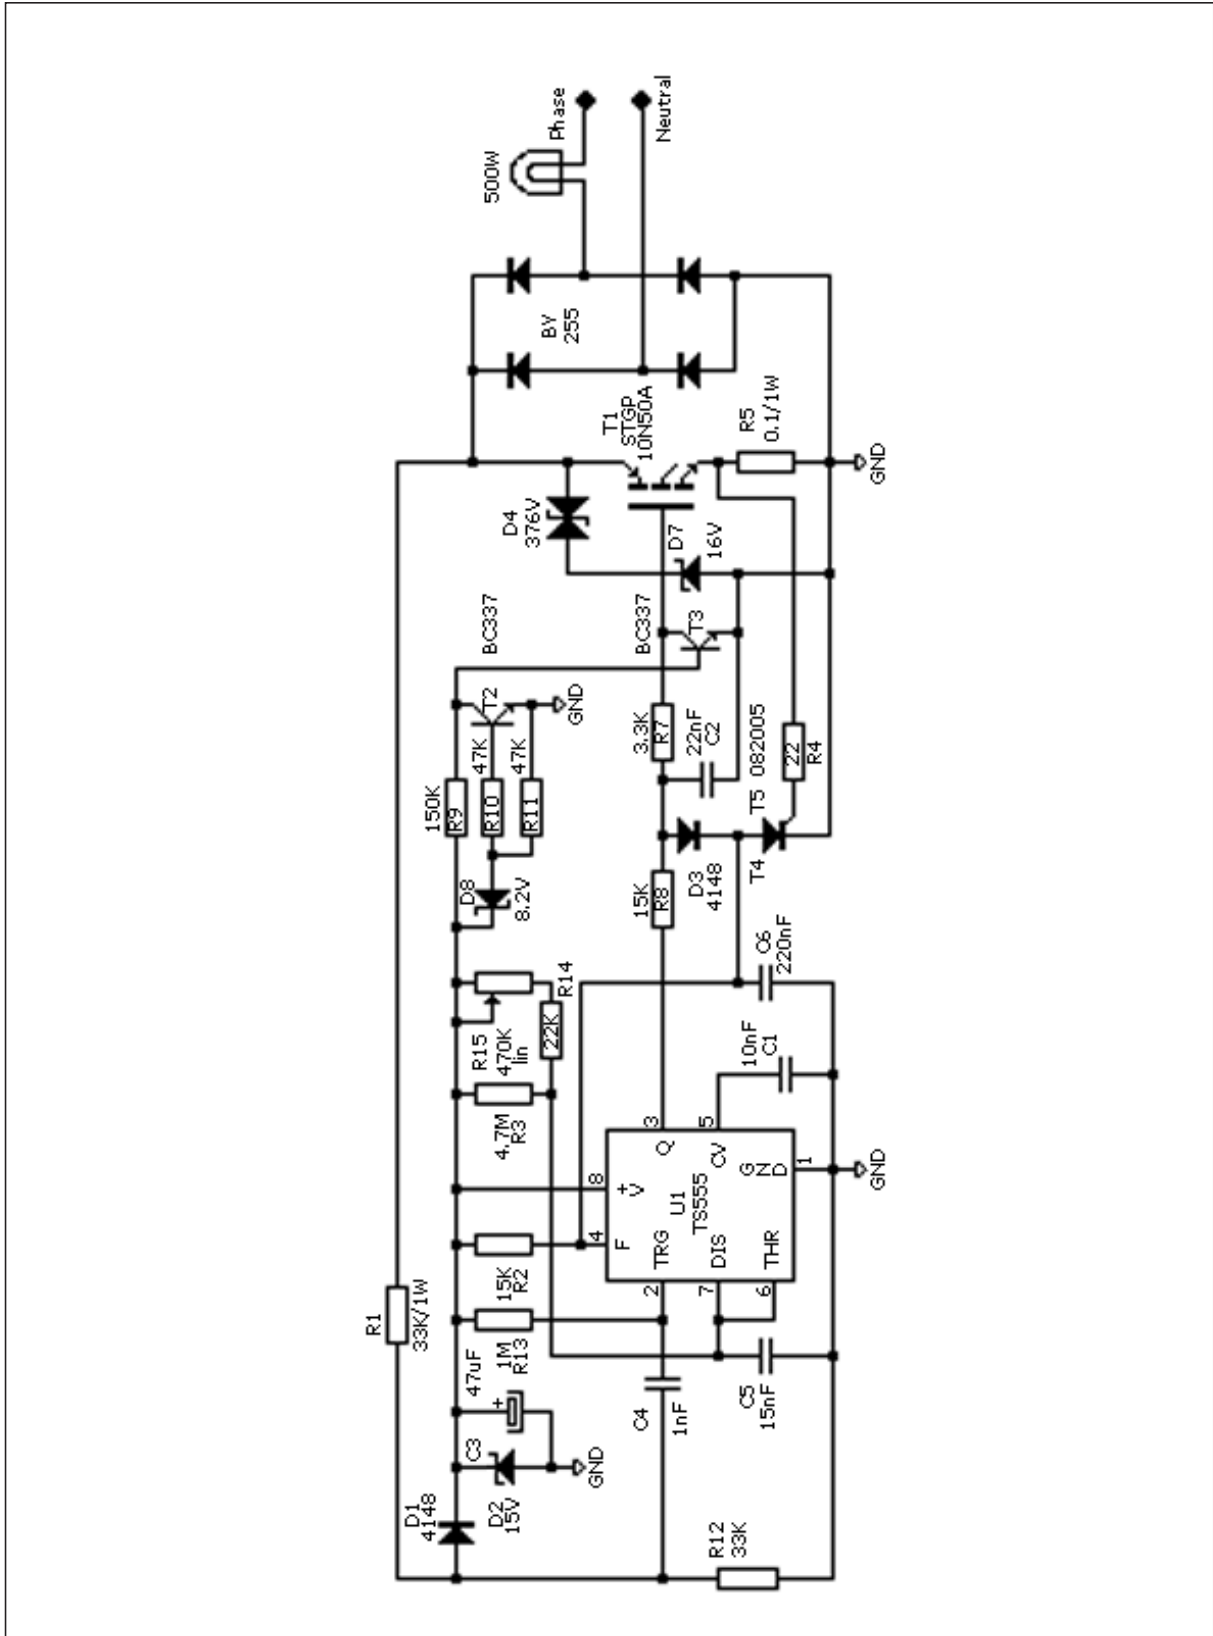 Phase
Neutral
500W
BY
255
T1
STGP
10N50A
R5
0.1/1W
GND
D4
376V
D7
16V
BC337
BC337
T3
T2
GND
150K
R9
47K
R10
47K
R11
3.3K
R7
22nF
C2
082005
T5
T4
22
R4
D8
8.2V
15K
R8
D3
4148
C6
220nF
R14
22K
R15
470K
lin
4.7M
R3
10nF
C1
3
Q
5
CV
8
+
V
U1
TS555
G
N
D
1
GND
4
F
TRG
2
DIS
7
THR
6
15K
R2
1M
R13
R1
33K/1W
47uF
+
C3
C4
1nF
C5
15nF
D2
15V
GND
D1
4148
R12
33K